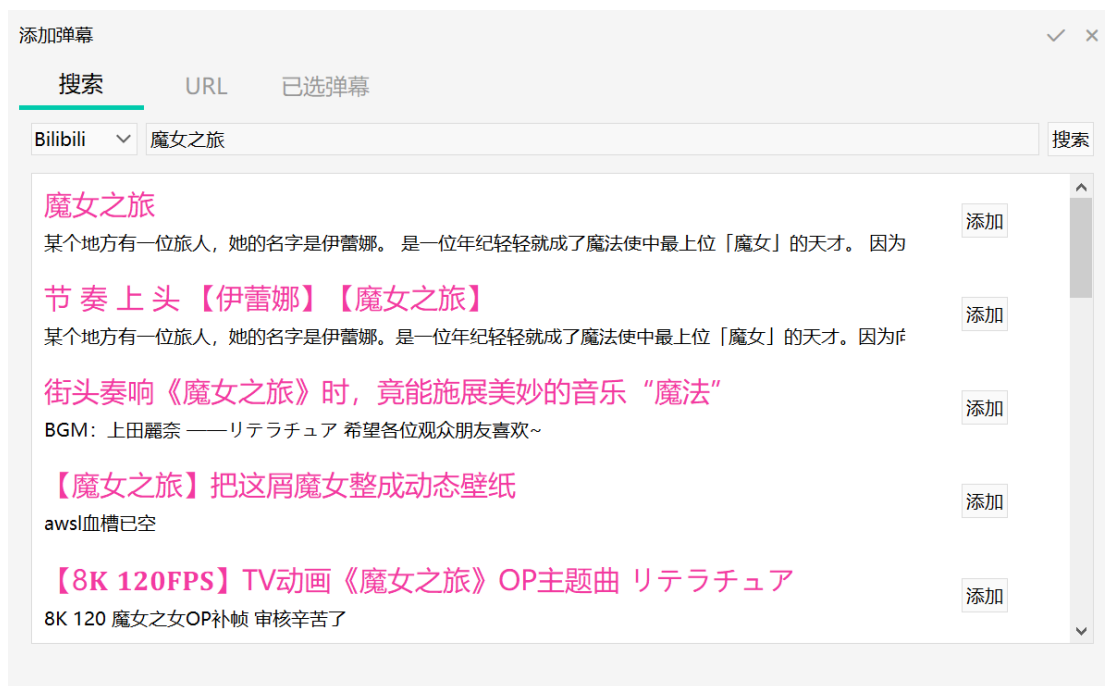 添加弹幕
搜索 URL 已选弹幕
Bilibili 魔女之旅 搜索
魔女之旅
某个地方有一位旅人，她的名字是伊蕾娜。 是一位年纪轻轻就成了魔法使中最上位「魔女」的天才。 因为
添加
节 奏 上 头 【伊蕾娜】【魔女之旅】
某个地方有一位旅人，她的名字是伊蕾娜。是一位年纪轻轻就成了魔法使中最上位「魔女」的天才。因为
添加
街头奏响《魔女之旅》时，竟能施展美妙的音乐“魔法”
BGM：上田麗奈 ——リテラチュア 希望各位观众朋友喜欢~
添加
【魔女之旅】把这屑魔女整成动态壁纸
awsl血槽已空
添加
【8K 120FPS】TV动画《魔女之旅》OP主题曲 リテラチュア
8K 120 魔女之女OP补帧 审核辛苦了
添加